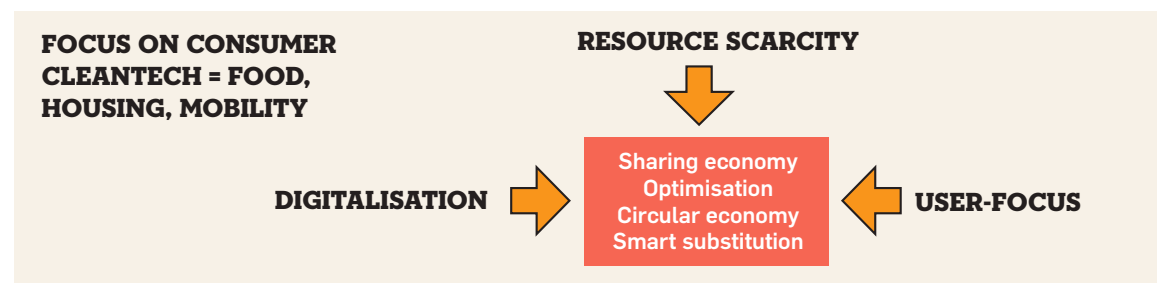 FOCUS ON CONSUMER
CLEANTECH = FOOD,
HOUSING, MOBILITY
RESOURCE SCARCITY
DIGITALISATION
Sharing economy
Optimisation
Circular economy
Smart substitution
USER-FOCUS